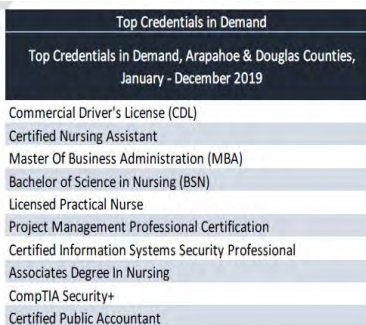 Top Credentials in Demand
Top Credentials in Demand, Arapahoe & Douglas Counties,
January - December 2019
Commercial Driver's License (CDL)
Certified Nursing Assistant
Master Of Business Administration (MBA)
Bachelor of Science in Nursing (BSN)
Licensed Practical Nurse
Project Management Professional Certification
Certified Information Systems Security Professional
Associates Degree In Nursing
CompTIA Security+
Certified Public Accountant